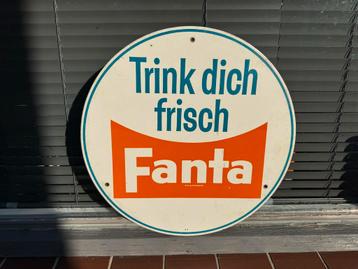 Trink dich
frisch
Fanta